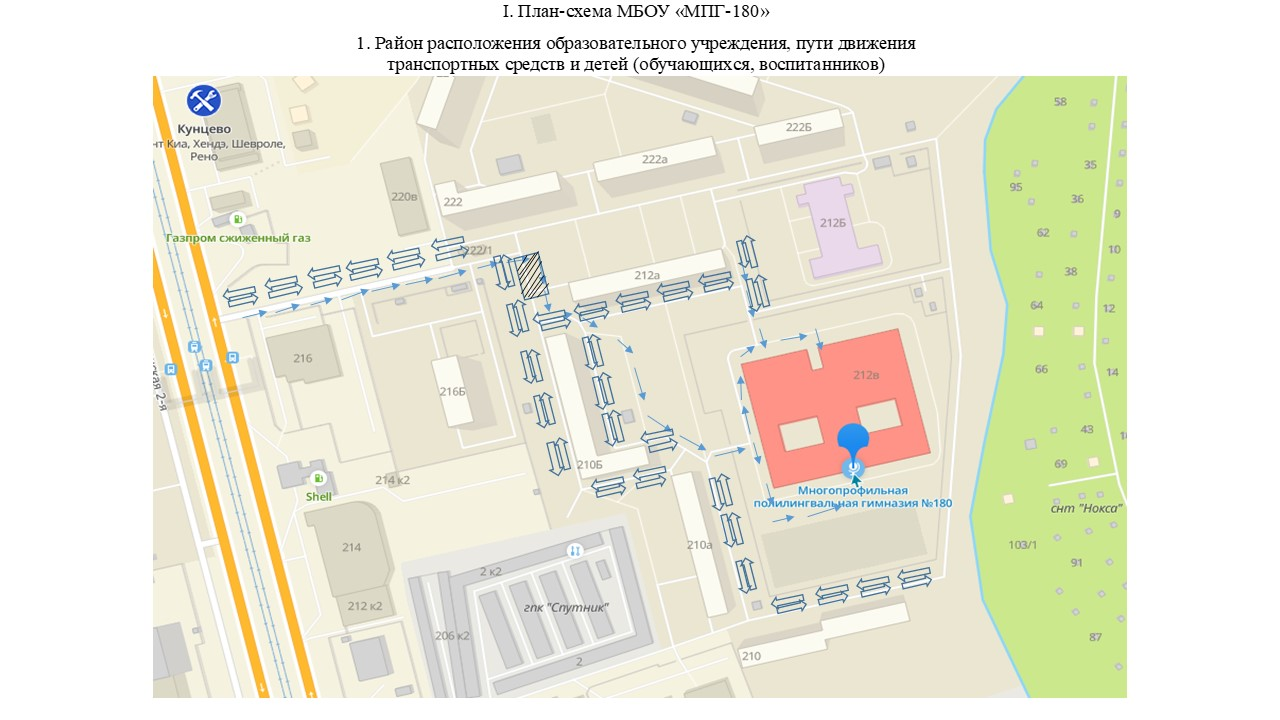 I. План-схема МБОУ «МПГ-180»
1. Район расположения образовательного учреждения, пути движения
транспортных средств и детей (обучающихся, воспитанников)
Кунцево
нт Киа, Хендэ, Шевроле,
Рено
220в
222
222а
222Б
212Б
Газпром сжиженный газ
222/1
212а
216
216Б
212в
210Б
214 к2
Shell
214
212 к2
206 к2
2 к2
гпк "Спутник"
2
210а
210
Многопрофильная
полилингвальная гимназия №180
58
35
95
36
9
62
10
38
64
12
66
14
43
69
снт "Нокса"
103/1
91
87